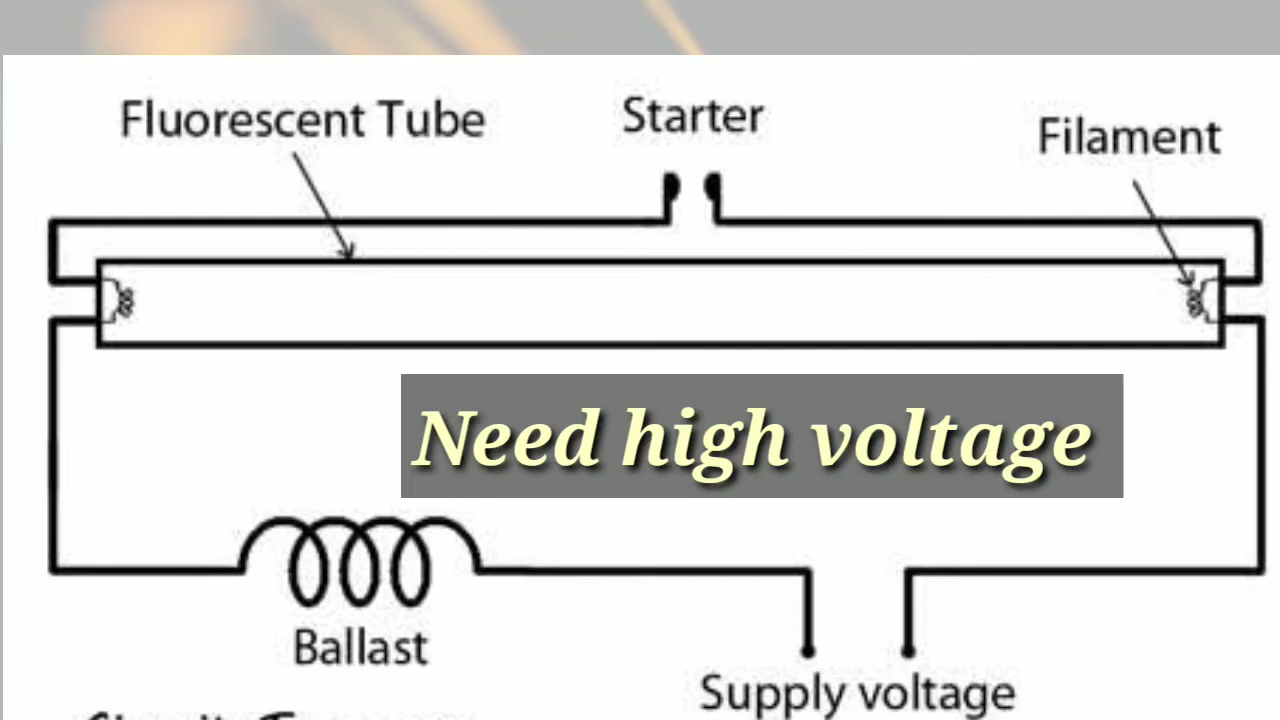 Fluorescent Tube
Starter
Filament
Need high voltage
Ballast
Supply voltage